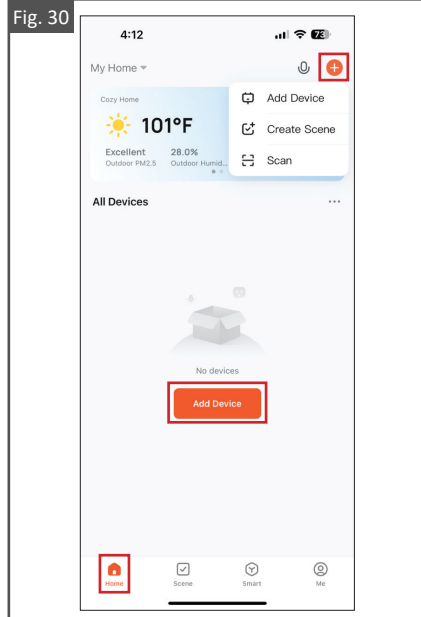 Fig. 30
4:12
73
My Home
Cozy Home
101°F
Excellent
Outdoor PM2.5
28.0%
Outdoor Humid...
Add Device
Create Scene
Scan
All Devices
No devices
Add Device
Home
Scene
Smart
Me